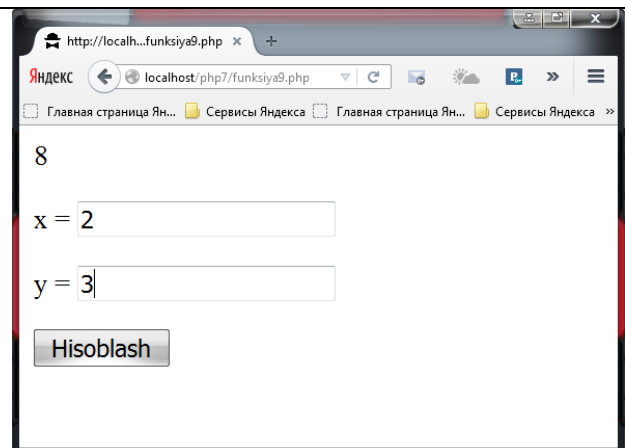 http://localh...funksiya9.php × +
Яндекс localhost/php7/funksiya9.php
Главная страница Ян... Сервисы Яндекса Главная страница Ян... Сервисы Яндекса »
8
x = 2
y = 3
Hisoblash